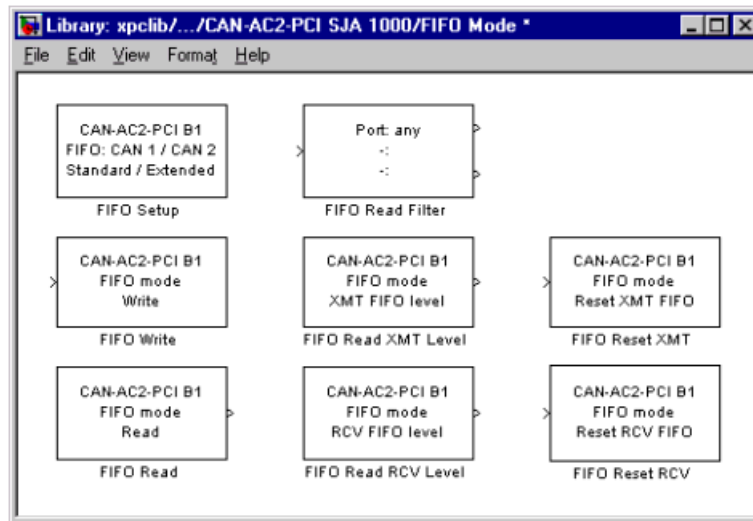 Library: xpclib/.../CAN-AC2-PCI SJA 1000/FIFO Mode *
File Edit View Format Help
CAN-AC2-PCI B1
FIFO: CAN 1 / CAN 2
Standard / Extended
FIFO Setup
Port: any
-:
-:
FIFO Read Filter
CAN-AC2-PCI B1
FIFO mode
Write
FIFO Write
CAN-AC2-PCI B1
FIFO mode
XMT FIFO level
FIFO Read XMT Level
CAN-AC2-PCI B1
FIFO mode
Reset XMT FIFO
FIFO Reset XMT
CAN-AC2-PCI B1
FIFO mode
Read
FIFO Read
CAN-AC2-PCI B1
FIFO mode
RCV FIFO level
FIFO Read RCV Level
CAN-AC2-PCI B1
FIFO mode
Reset RCV FIFO
FIFO Reset RCV